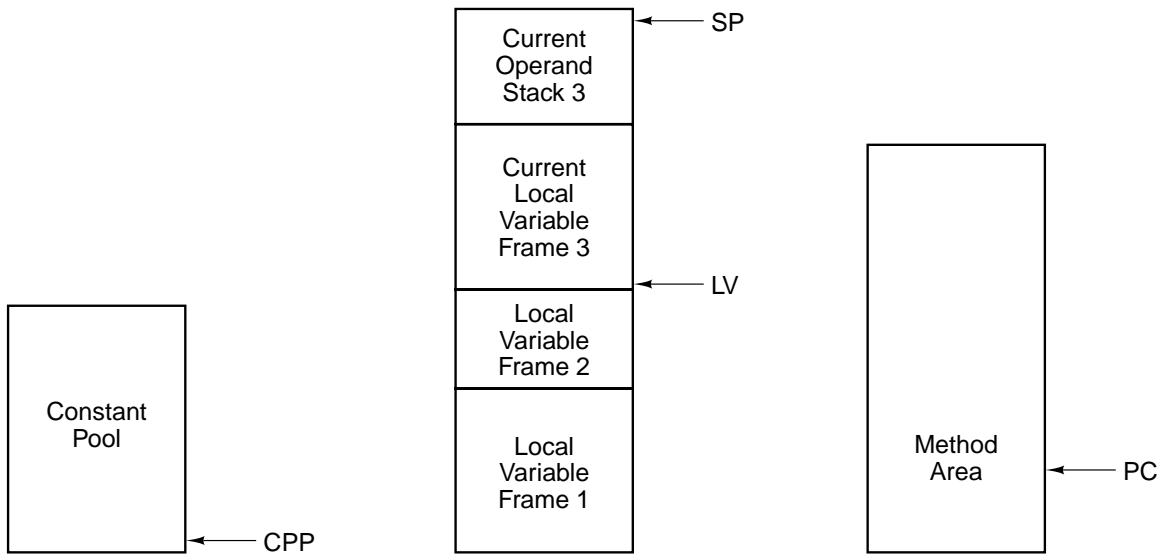 Current
Operand
Stack 3
SP
Current
Local
Variable
Frame 3
LV
Local
Variable
Frame 2
Local
Variable
Frame 1
Constant
Pool
CPP
Method
Area
PC